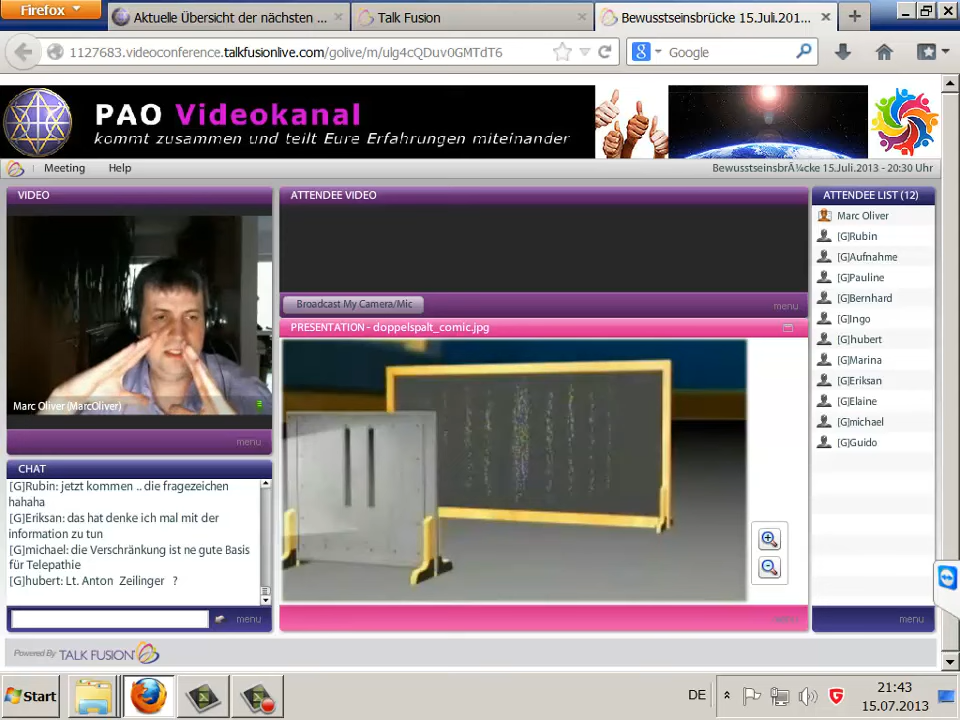 Firefox
Aktuelle Übersicht der nächsten ...
Talk Fusion
Bewusstseinsbrücke 15.Juli.201...
1127683.videoconference.talkfusionlive.com/golive/m/ulg4cQDuv0GMTdT6
Google
PAO Videokanal
kommt zusammen und teilt Eure Erfahrungen miteinander
Meeting
Help
BewusstseinsbrÃ¼cke 15.Juli.2013 - 20:30 Uhr
VIDEO
Marc Oliver (MarcOliver)
menu
CHAT
[G]Rubin: jetzt kommen .. die fragezeichen
hahaha
[G]Eriksan: das hat denke ich mal mit der
information zu tun
[G]michael: die Verschränkung ist ne gute Basis
für Telepathie
[G]hubert: Lt. Anton Zeilinger ?
menu
ATTENDEE VIDEO
Broadcast My Camera/Mic
menu
PRESENTATION - doppelspalt_comic.jpg
menu
ATTENDEE LIST (12)
Marc Oliver
[G]Rubin
[G]Aufnahme
[G]Pauline
[G]Bernhard
[G]Ingo
[G]hubert
[G]Marina
[G]Eriksan
[G]Elaine
[G]michael
[G]Guido
menu
Powered By TALK FUSION
Start
DE
21:43
15.07.2013